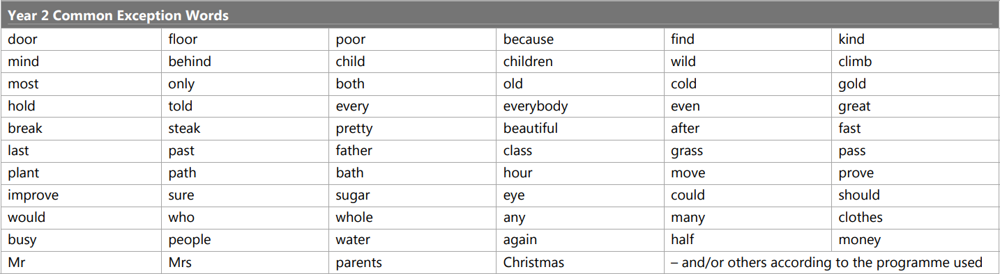 Year 2 Common Exception Words
door floor poor because find kind
mind behind child children wild climb
most only both old cold gold
hold told every everybody even great
break steak pretty beautiful after fast
last past father class grass pass
plant path bath hour move prove
improve sure sugar eye could should
would who whole any many clothes
busy people water again half money
Mr Mrs parents Christmas – and/or others according to the programme used